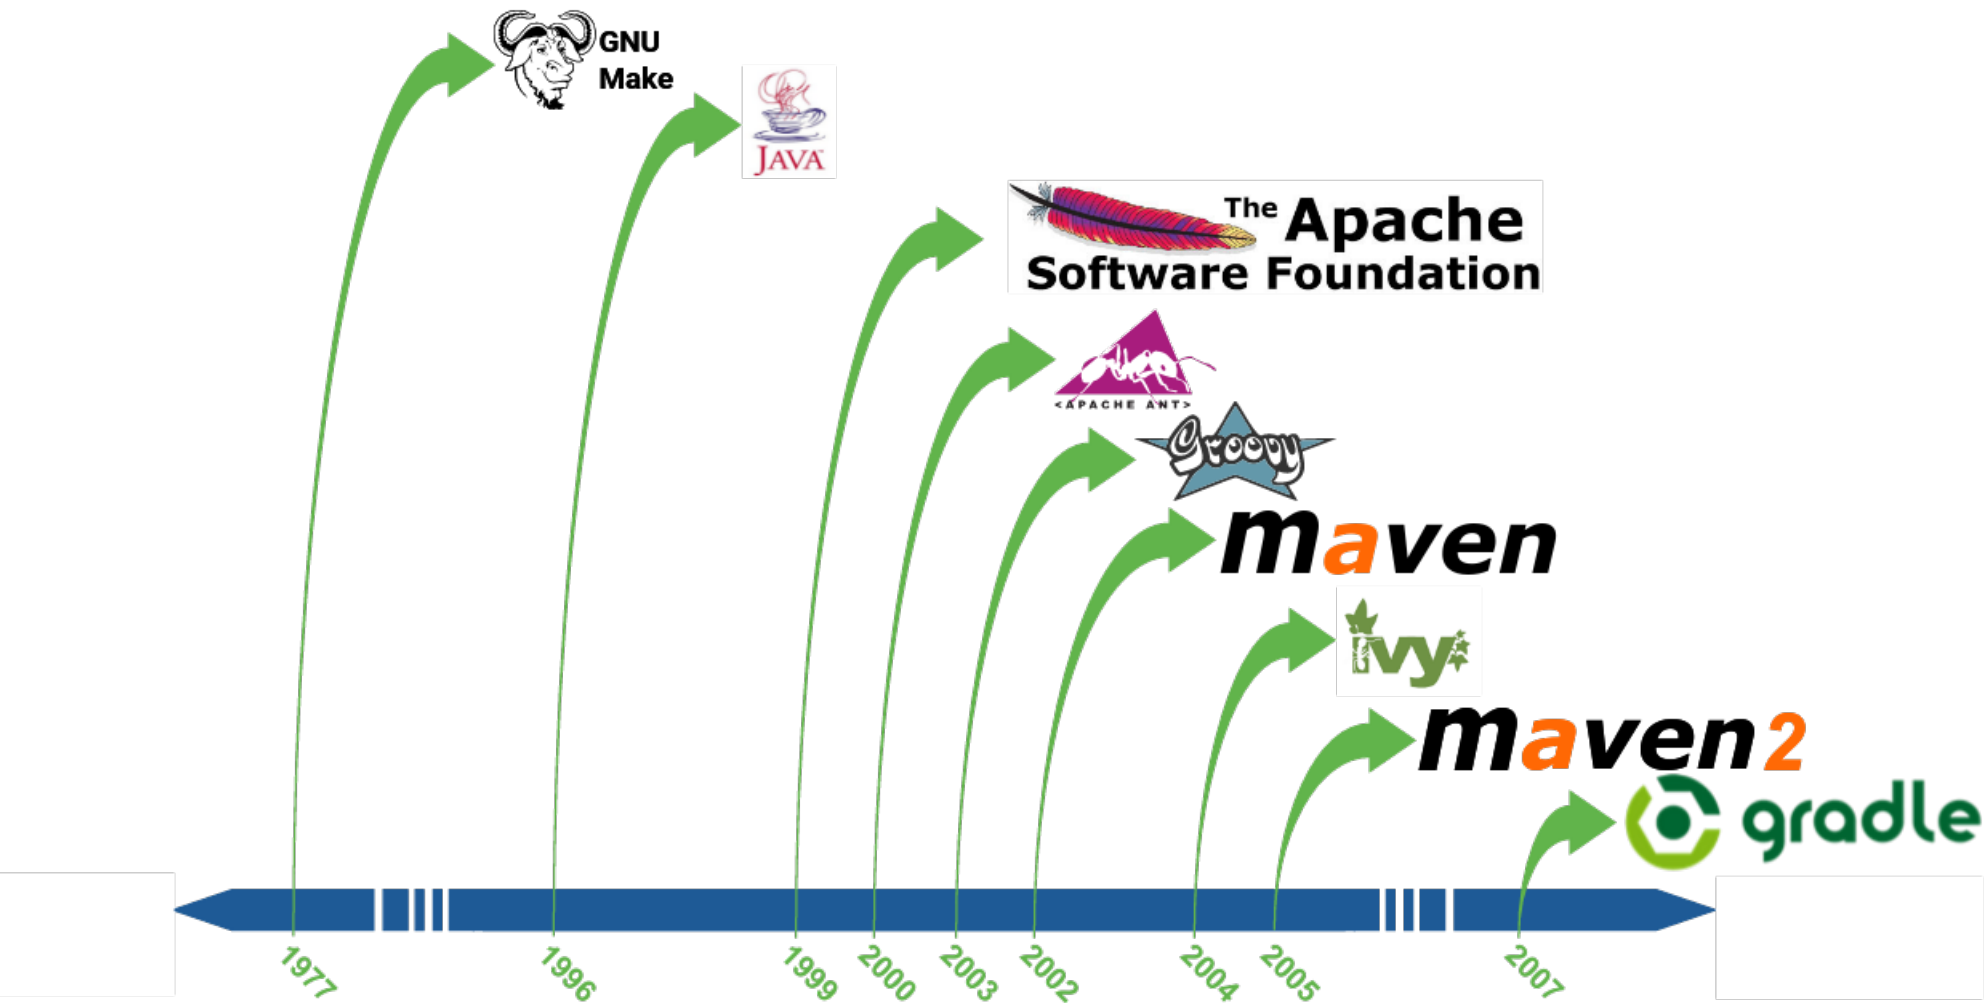 GNU
Make
JAVA™
The Apache
Software Foundation
<APACHE ANT>
Groovy
maven
ivy
maven2
gradle
1977
1996
1999
2000
2003
2002
2004
2005
2007